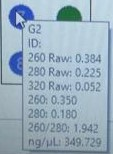 G2
ID:
260 Raw: 0.384
280 Raw: 0.225
320 Raw: 0.052
260: 0.350
280: 0.180
260/280: 1.942
ng/µL: 349.729